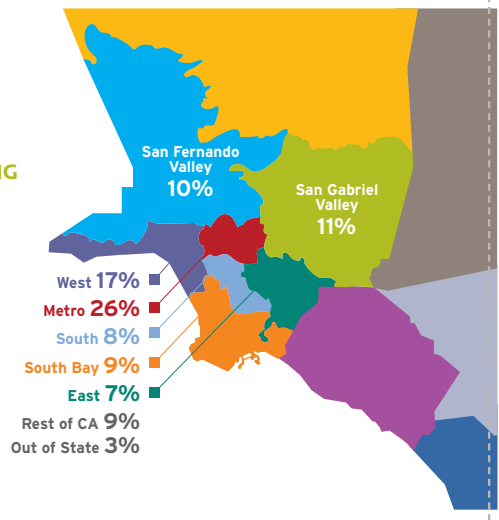 NG
San Fernando
Valley
10%
San Gabriel
Valley
11%
West 17%
Metro 26%
South 8%
South Bay 9%
East 7%
Rest of CA 9%
Out of State 3%